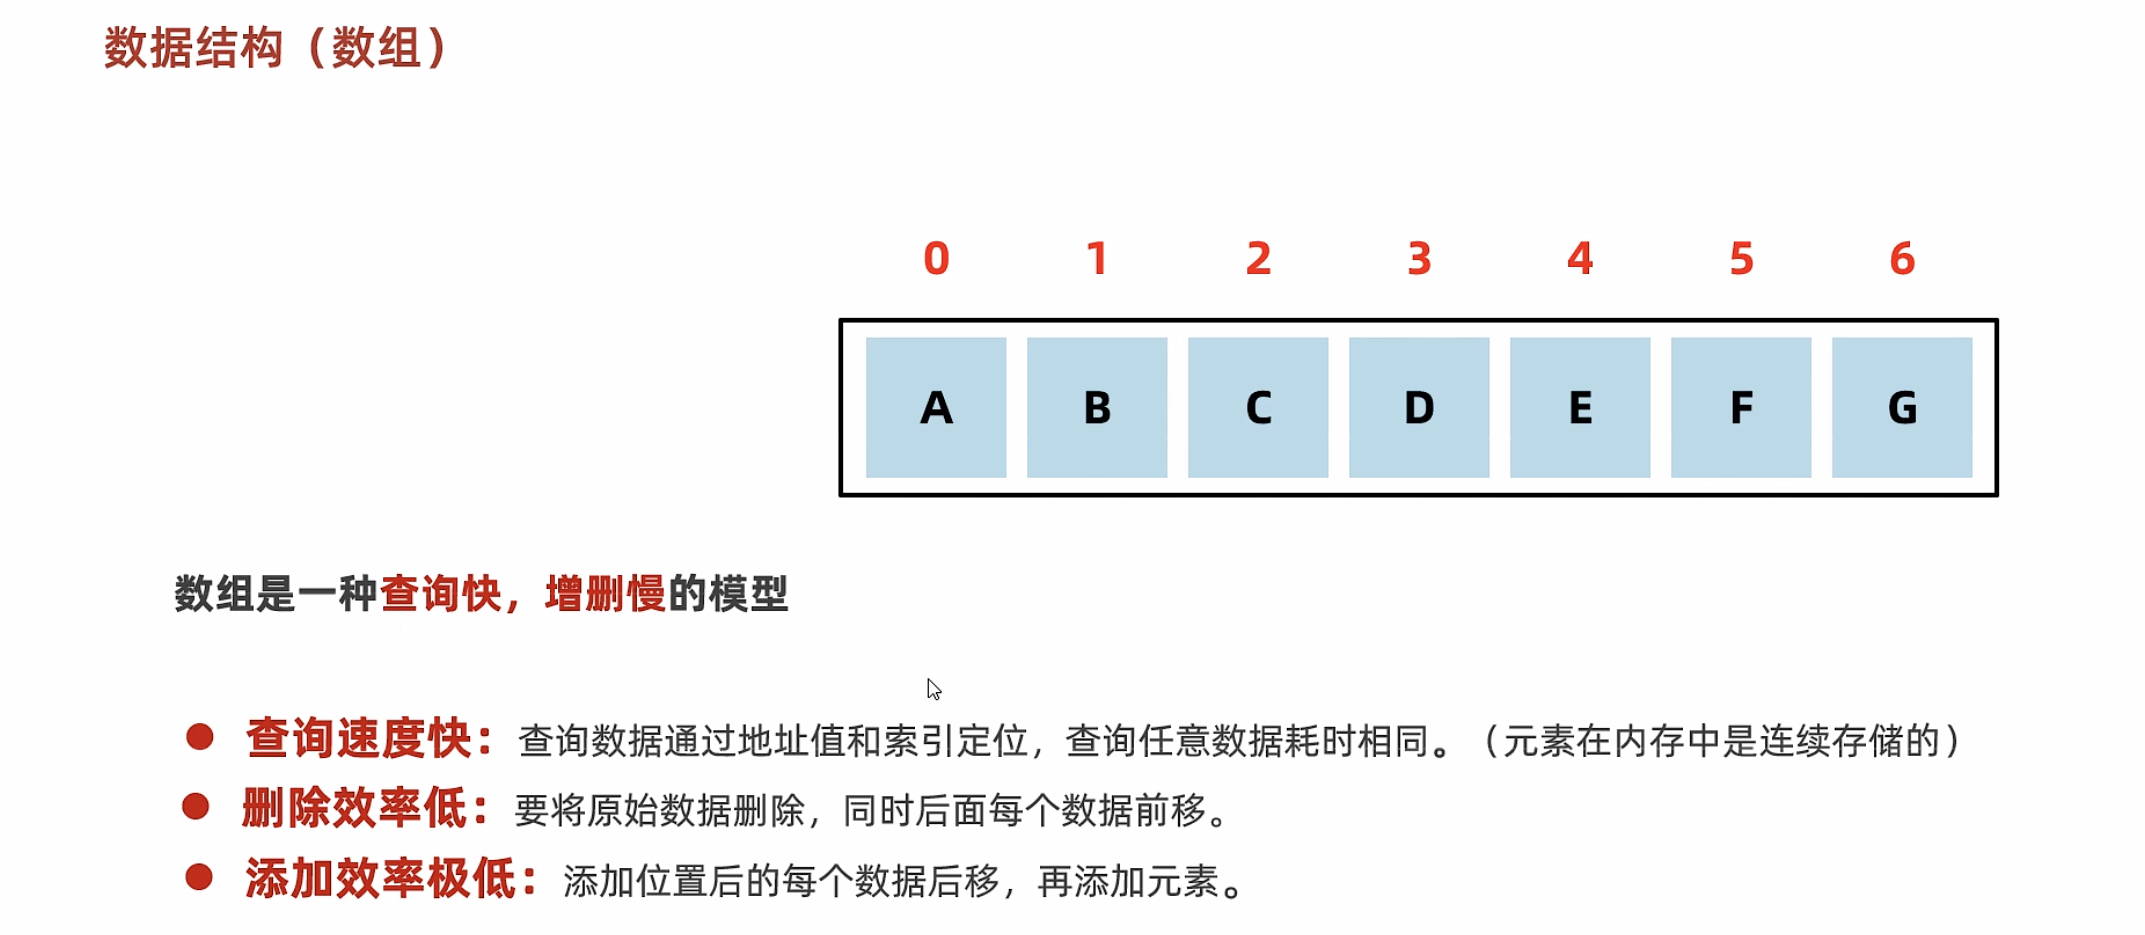 数据结构（数组）
0 1 2 3 4 5 6
A B C D E F G
数组是一种查询快，增删慢的模型
● 查询速度快：查询数据通过地址值和索引定位，查询任意数据耗时相同。（元素在内存中是连续存储的）
● 删除效率低：要将原始数据删除，同时后面每个数据前移。
● 添加效率极低：添加位置后的每个数据后移，再添加元素。